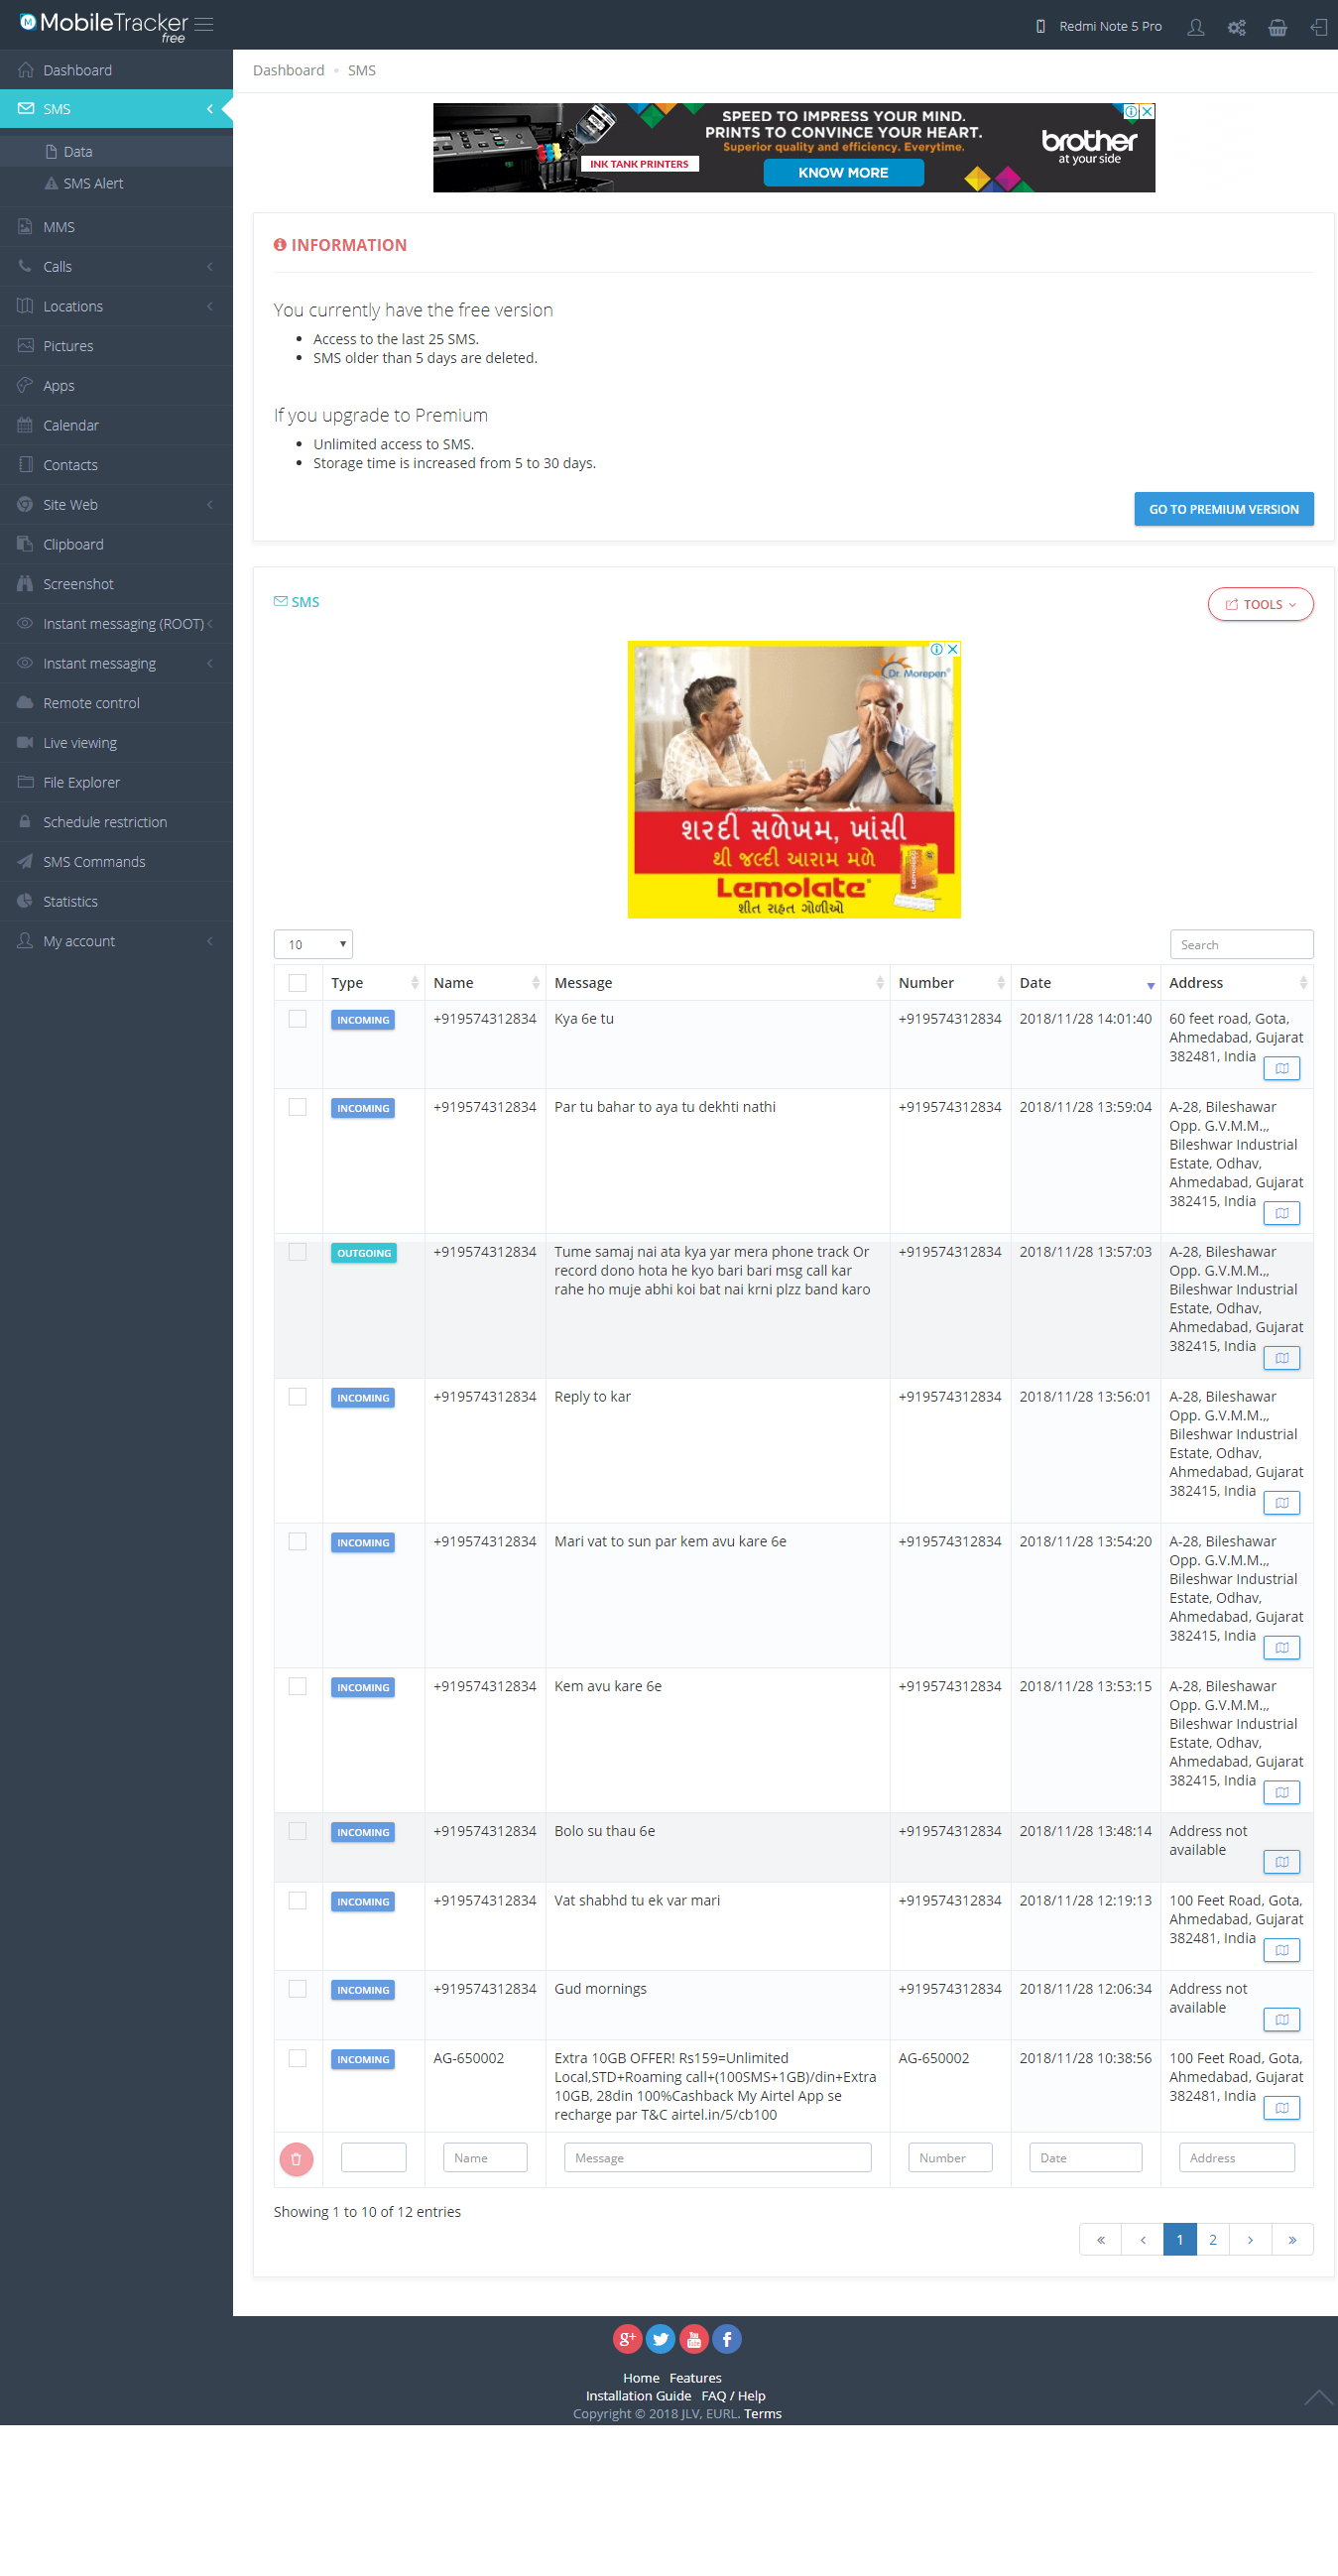 MobileTracker
free
Redmi Note 5 Pro
Dashboard
SMS
Data
SMS Alert
MMS
Calls
Locations
Pictures
Apps
Calendar
Contacts
Site Web
Clipboard
Screenshot
Instant messaging (ROOT)
Instant messaging
Remote control
Live viewing
File Explorer
Schedule restriction
SMS Commands
Statistics
My account
Dashboard SMS
SPEED TO IMPRESS YOUR MIND.
PRINTS TO CONVINCE YOUR HEART.
Superior quality and efficiency. Everytime.
INK TANK PRINTERS
KNOW MORE
brother
at your side
INFORMATION
You currently have the free version
• Access to the last 25 SMS.
• SMS older than 5 days are deleted.
If you upgrade to Premium
• Unlimited access to SMS.
• Storage time is increased from 5 to 30 days.
GO TO PREMIUM VERSION
SMS
TOOLS
Dr. Morepen
શરદી સળેખમ, ખાંસી
થી જલ્દી આરામ મળે
Lemolate
શીત રાહત ગોળીઓ
10
Search
Type Name Message Number Date Address
INCOMING +919574312834 Kya 6e tu +919574312834 2018/11/28 14:01:40 60 feet road, Gota,
Ahmedabad, Gujarat
382481, India
INCOMING +919574312834 Par tu bahar to aya tu dekhti nathi +919574312834 2018/11/28 13:59:04 A-28, Bileshawar
Opp. G.V.M.M.,,
Bileshwar Industrial
Estate, Odhav,
Ahmedabad, Gujarat
382415, India
OUTGOING +919574312834 Tume samaj nai ata kya yar mera phone track Or +919574312834 2018/11/28 13:57:03 A-28, Bileshawar
record dono hota he kyo bari bari msg call kar Opp. G.V.M.M.,,
rahe ho muje abhi koi bat nai krni plzz band karo Bileshwar Industrial
Estate, Odhav,
Ahmedabad, Gujarat
382415, India
INCOMING +919574312834 Reply to kar +919574312834 2018/11/28 13:56:01 A-28, Bileshawar
Opp. G.V.M.M.,,
Bileshwar Industrial
Estate, Odhav,
Ahmedabad, Gujarat
382415, India
INCOMING +919574312834 Mari vat to sun par kem avu kare 6e +919574312834 2018/11/28 13:54:20 A-28, Bileshawar
Opp. G.V.M.M.,,
Bileshwar Industrial
Estate, Odhav,
Ahmedabad, Gujarat
382415, India
INCOMING +919574312834 Kem avu kare 6e +919574312834 2018/11/28 13:53:15 A-28, Bileshawar
Opp. G.V.M.M.,,
Bileshwar Industrial
Estate, Odhav,
Ahmedabad, Gujarat
382415, India
INCOMING +919574312834 Bolo su thau 6e +919574312834 2018/11/28 13:48:14 Address not
available
INCOMING +919574312834 Vat shabhd tu ek var mari +919574312834 2018/11/28 12:19:13 100 Feet Road, Gota,
Ahmedabad, Gujarat
382481, India
INCOMING +919574312834 Gud mornings +919574312834 2018/11/28 12:06:34 Address not
available
INCOMING AG-650002 Extra 10GB OFFER! Rs159=Unlimited AG-650002 2018/11/28 10:38:56 100 Feet Road, Gota,
Local,STD+Roaming call+(100SMS+1GB)/din+Extra Ahmedabad, Gujarat
10GB, 28din 100%Cashback My Airtel App se 382481, India
recharge par T&C airtel.in/5/cb100
Name Message Number Date Address
Showing 1 to 10 of 12 entries
« ‹ 1 2 › »
g+ You Tube f
Home Features
Installation Guide FAQ / Help
Copyright © 2018 JLV, EURL. Terms